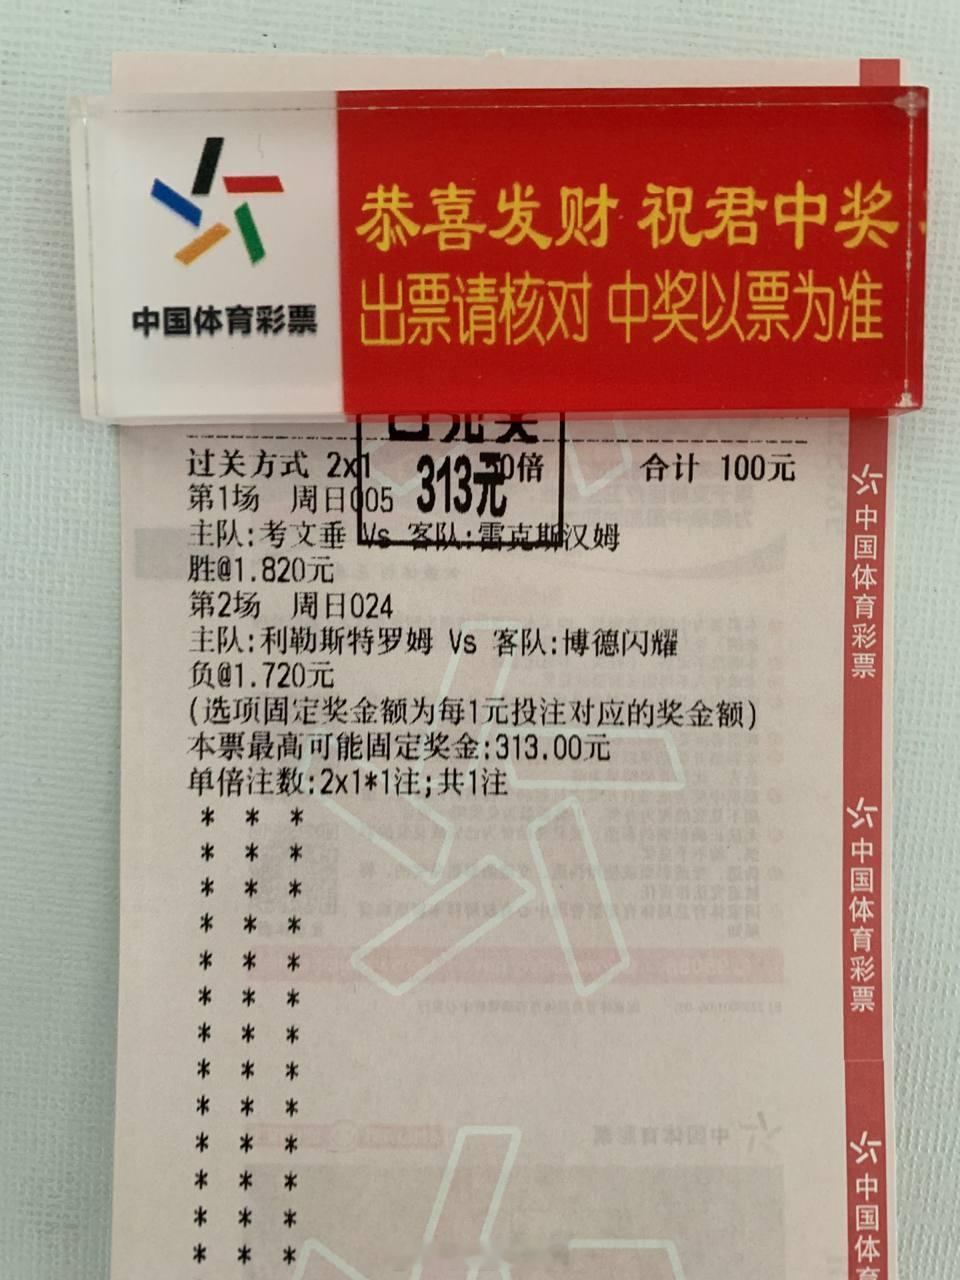 恭喜发财 祝君中奖
出票请核对 中奖以票为准
中国体育彩票
313元
过关方式 2x1 0倍 合计 100元
第1场 周日005
主队:考文垂 Vs 客队:雷克斯汉姆
胜@1.820元
第2场 周日024
主队:利勒斯特罗姆 Vs 客队:博德闪耀
负@1.720元
(选项固定奖金额为每1元投注对应的奖金额)
本票最高可能固定奖金:313.00元
单倍注数:2x1*1注;共1注
* * *
* * *
* * *
* * *
* * *
* * *
* * *
* * *
* * *
* * *
* * *
* * *
* * *
中国体育彩票
中国体育彩票
中国体育